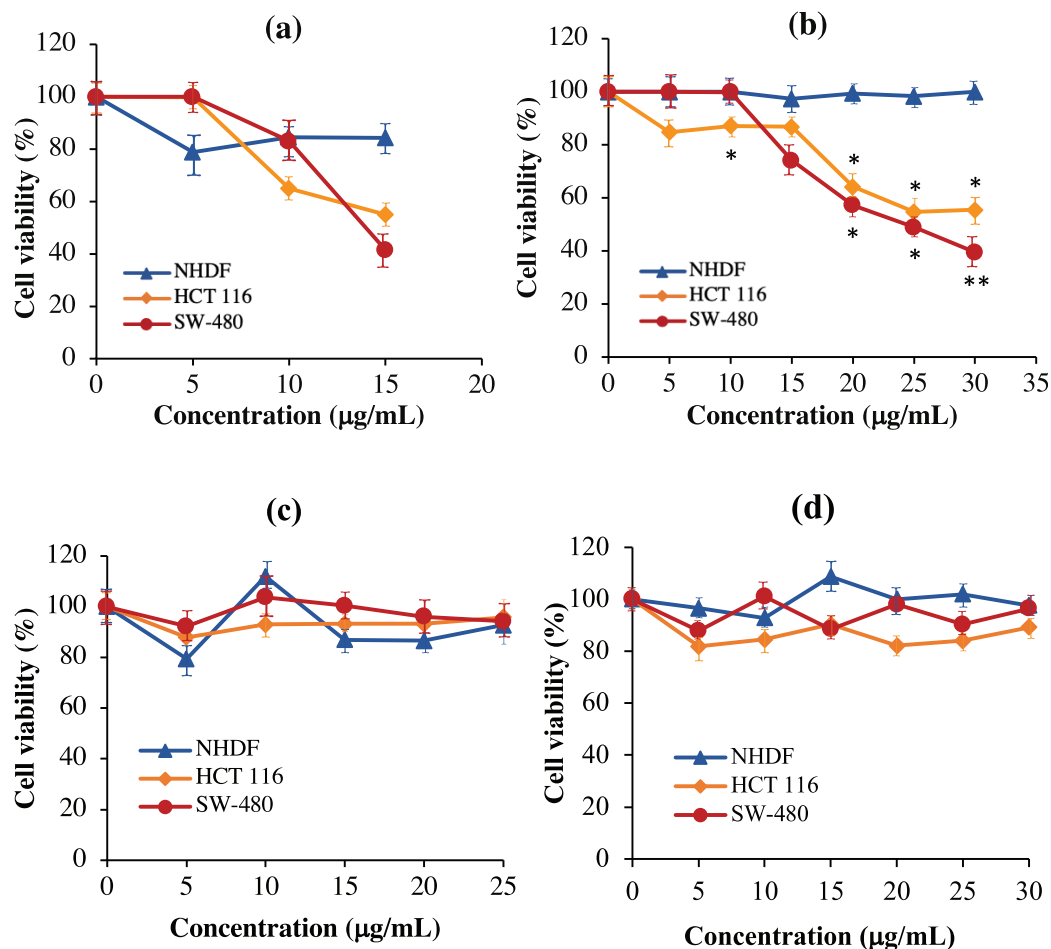 (a)
120
100
80
60
40
20
0
Cell viability (%)
NHDF
HCT 116
SW-480
0 5 10 15 20
Concentration (μg/mL)
(b)
120
100
80
60
40
20
0
Cell viability (%)
* * * *
* * **
NHDF
HCT 116
SW-480
0 5 10 15 20 25 30 35
Concentration (μg/mL)
(c)
120
100
80
60
40
20
0
Cell viability (%)
NHDF
HCT 116
SW-480
0 5 10 15 20 25
Concentration (μg/mL)
(d)
120
100
80
60
40
20
0
Cell viability (%)
NHDF
HCT 116
SW-480
0 5 10 15 20 25 30
Concentration (μg/mL)